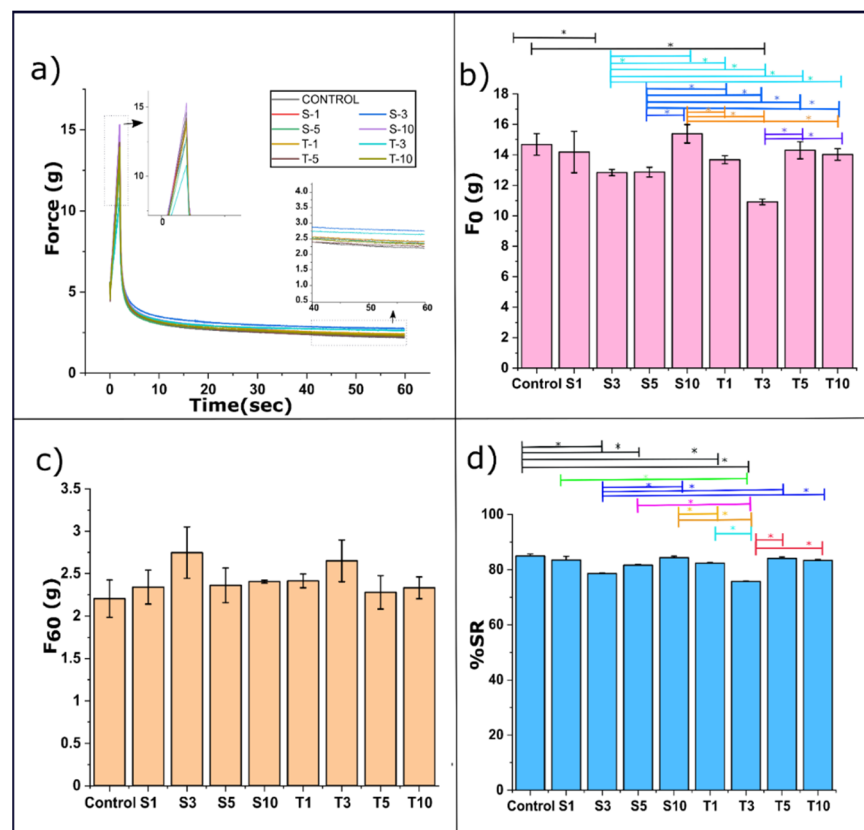 a)
Force (g)
15
10
5
0
0 10 20 30 40 50 60
Time(sec)
15
10
0
CONTROL
S-1 S-3
S-5 S-10
T-1 T-3
T-5 T-10
4.0
3.5
3.0
2.5
2.0
1.5
1.0
0.5
40 50 60
b)
* * * * * * * * * * * * * * * *
F0 (g)
18
16
14
12
10
8
6
4
2
0
Control S1 S3 S5 S10 T1 T3 T5 T10
c)
F60 (g)
3.5
3
2.5
2
1.5
1
0.5
0
Control S1 S3 S5 S10 T1 T3 T5 T10
d)
* * * * * * * * * * * * * *
%SR
100
80
60
40
20
0
Control S1 S3 S5 S10 T1 T3 T5 T10